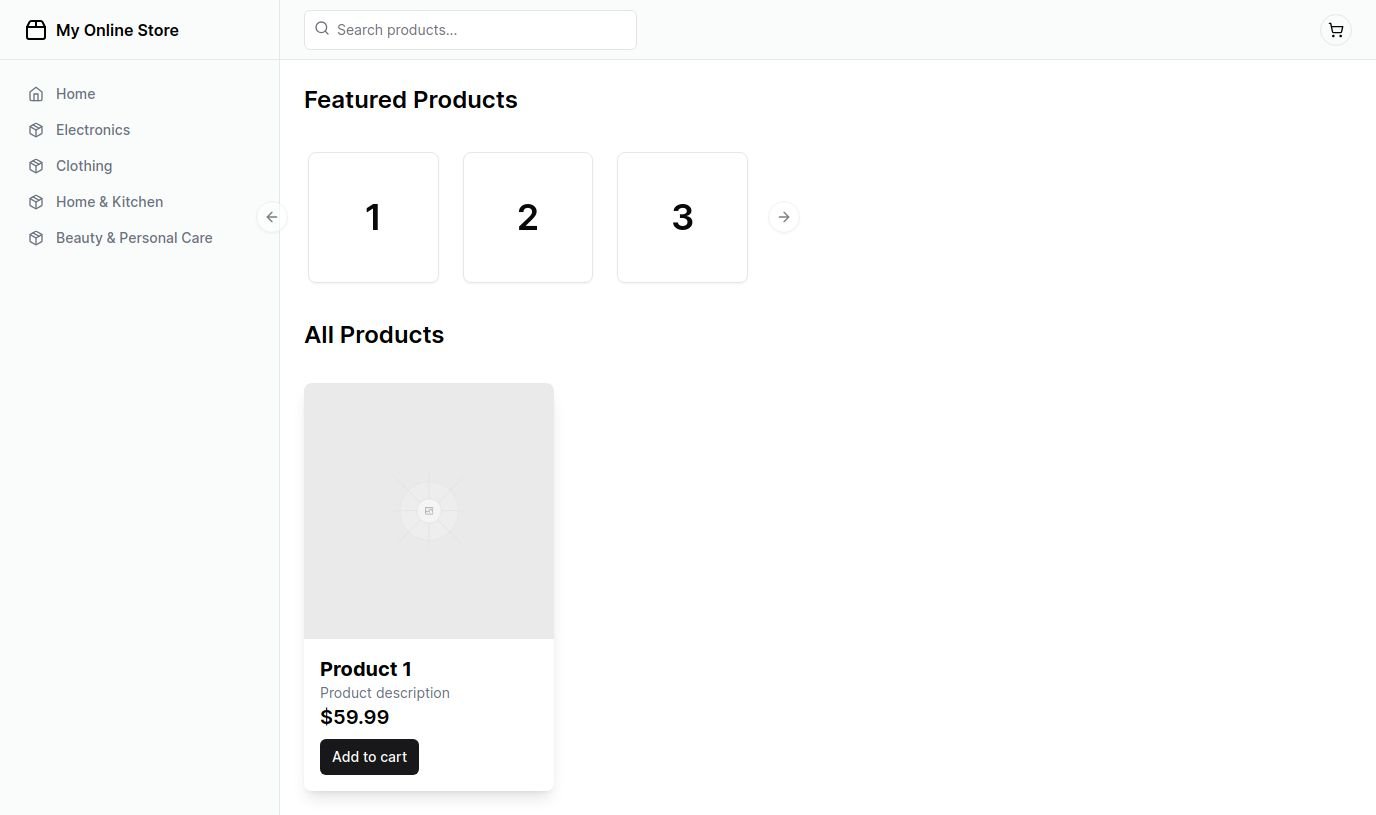 My Online Store
Search products...
Home
Electronics
Clothing
Home & Kitchen
Beauty & Personal Care
Featured Products
1
2
3
All Products
Product 1
Product description
$59.99
Add to cart